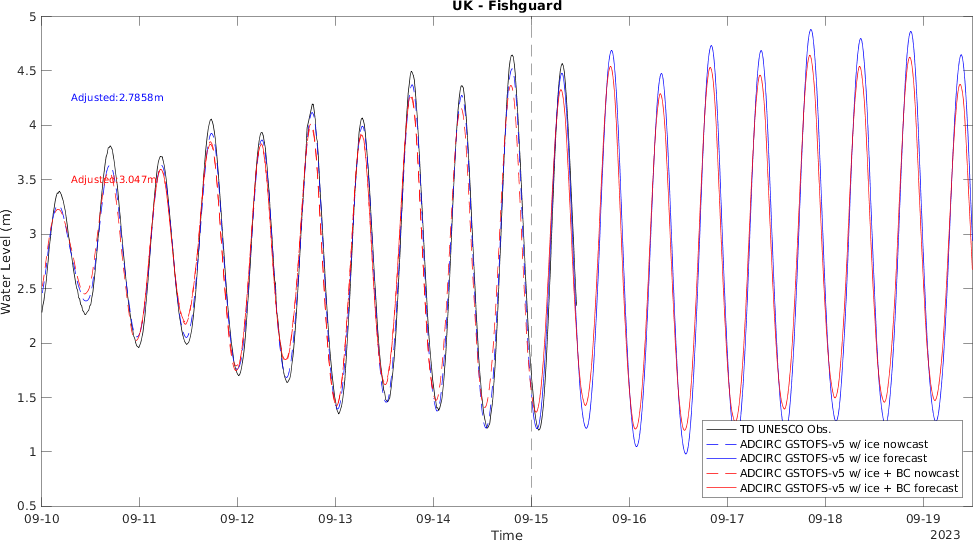 UK - Fishguard
5
4.5
4
3.5
3
2.5
2
1.5
1
0.5
Water Level (m)
Adjusted:2.7858m
Adjusted:3.047m
TD UNESCO Obs.
ADCIRC GSTOFS-v5 w/ ice nowcast
ADCIRC GSTOFS-v5 w/ ice forecast
ADCIRC GSTOFS-v5 w/ ice + BC nowcast
ADCIRC GSTOFS-v5 w/ ice + BC forecast
09-10 09-11 09-12 09-13 09-14 09-15 09-16 09-17 09-18 09-19
Time
2023